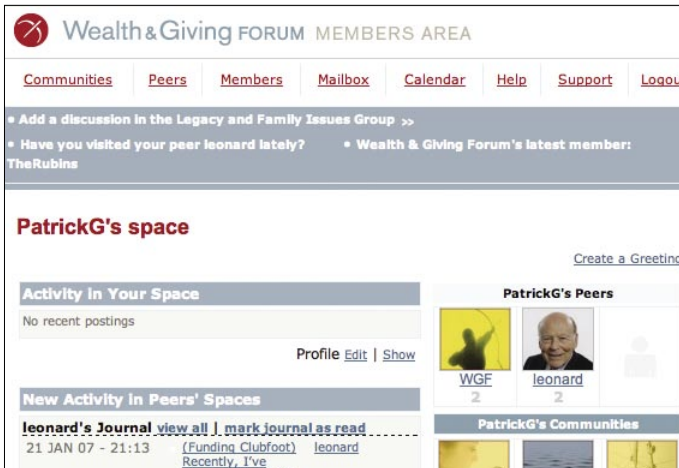 Wealth & Giving FORUM MEMBERS AREA
Communities Peers Members Mailbox Calendar Help Support Logou
• Add a discussion in the Legacy and Family Issues Group >>
• Have you visited your peer leonard lately? • Wealth & Giving Forum's latest member:
TheRubins
PatrickG's space
Create a Greeting
Activity in Your Space
No recent postings
Profile Edit | Show
New Activity in Peers' Spaces
leonard's Journal view all | mark journal as read
21 JAN 07 - 21:13 (Funding Clubfoot) leonard
Recently, I've
PatrickG's Peers
WGF leonard
2 2
PatrickG's Communities